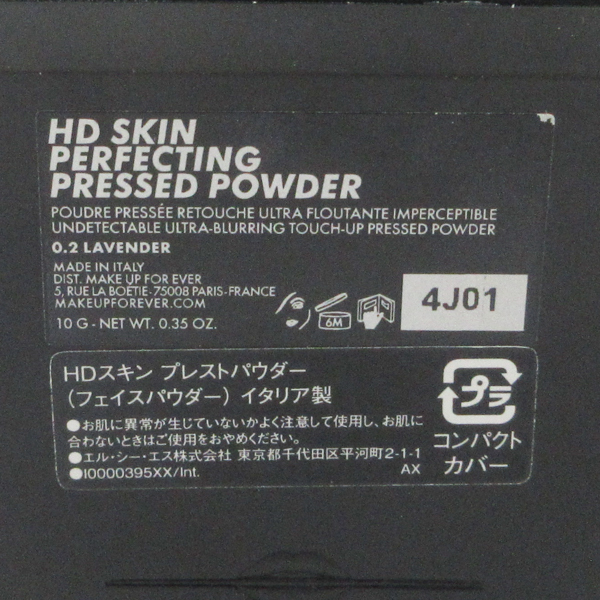 HD SKIN
PERFECTING
PRESSED POWDER
POUDRE PRESSÉE RETOUCHE ULTRA FLOUTANTE IMPERCEPTIBLE
UNDETECTABLE ULTRA-BLURRING TOUCH-UP PRESSED POWDER
0.2 LAVENDER
MADE IN ITALY
DIST. MAKE UP FOR EVER
5, RUE LA BOÉTIE-75008 PARIS-FRANCE
MAKEUPFOREVER.COM
10 G - NET WT. 0.35 OZ.
6M
4J01
HDスキン プレストパウダー
(フェイスパウダー) イタリア製
●お肌に異常が生じていないかよく注意して使用し、お肌に
合わないときはご使用をおやめください。
●エル・シー・エス株式会社 東京都千代田区平河町2-1-1
●I0000395XX/Int. AX
プラ
コンパクト
カバー